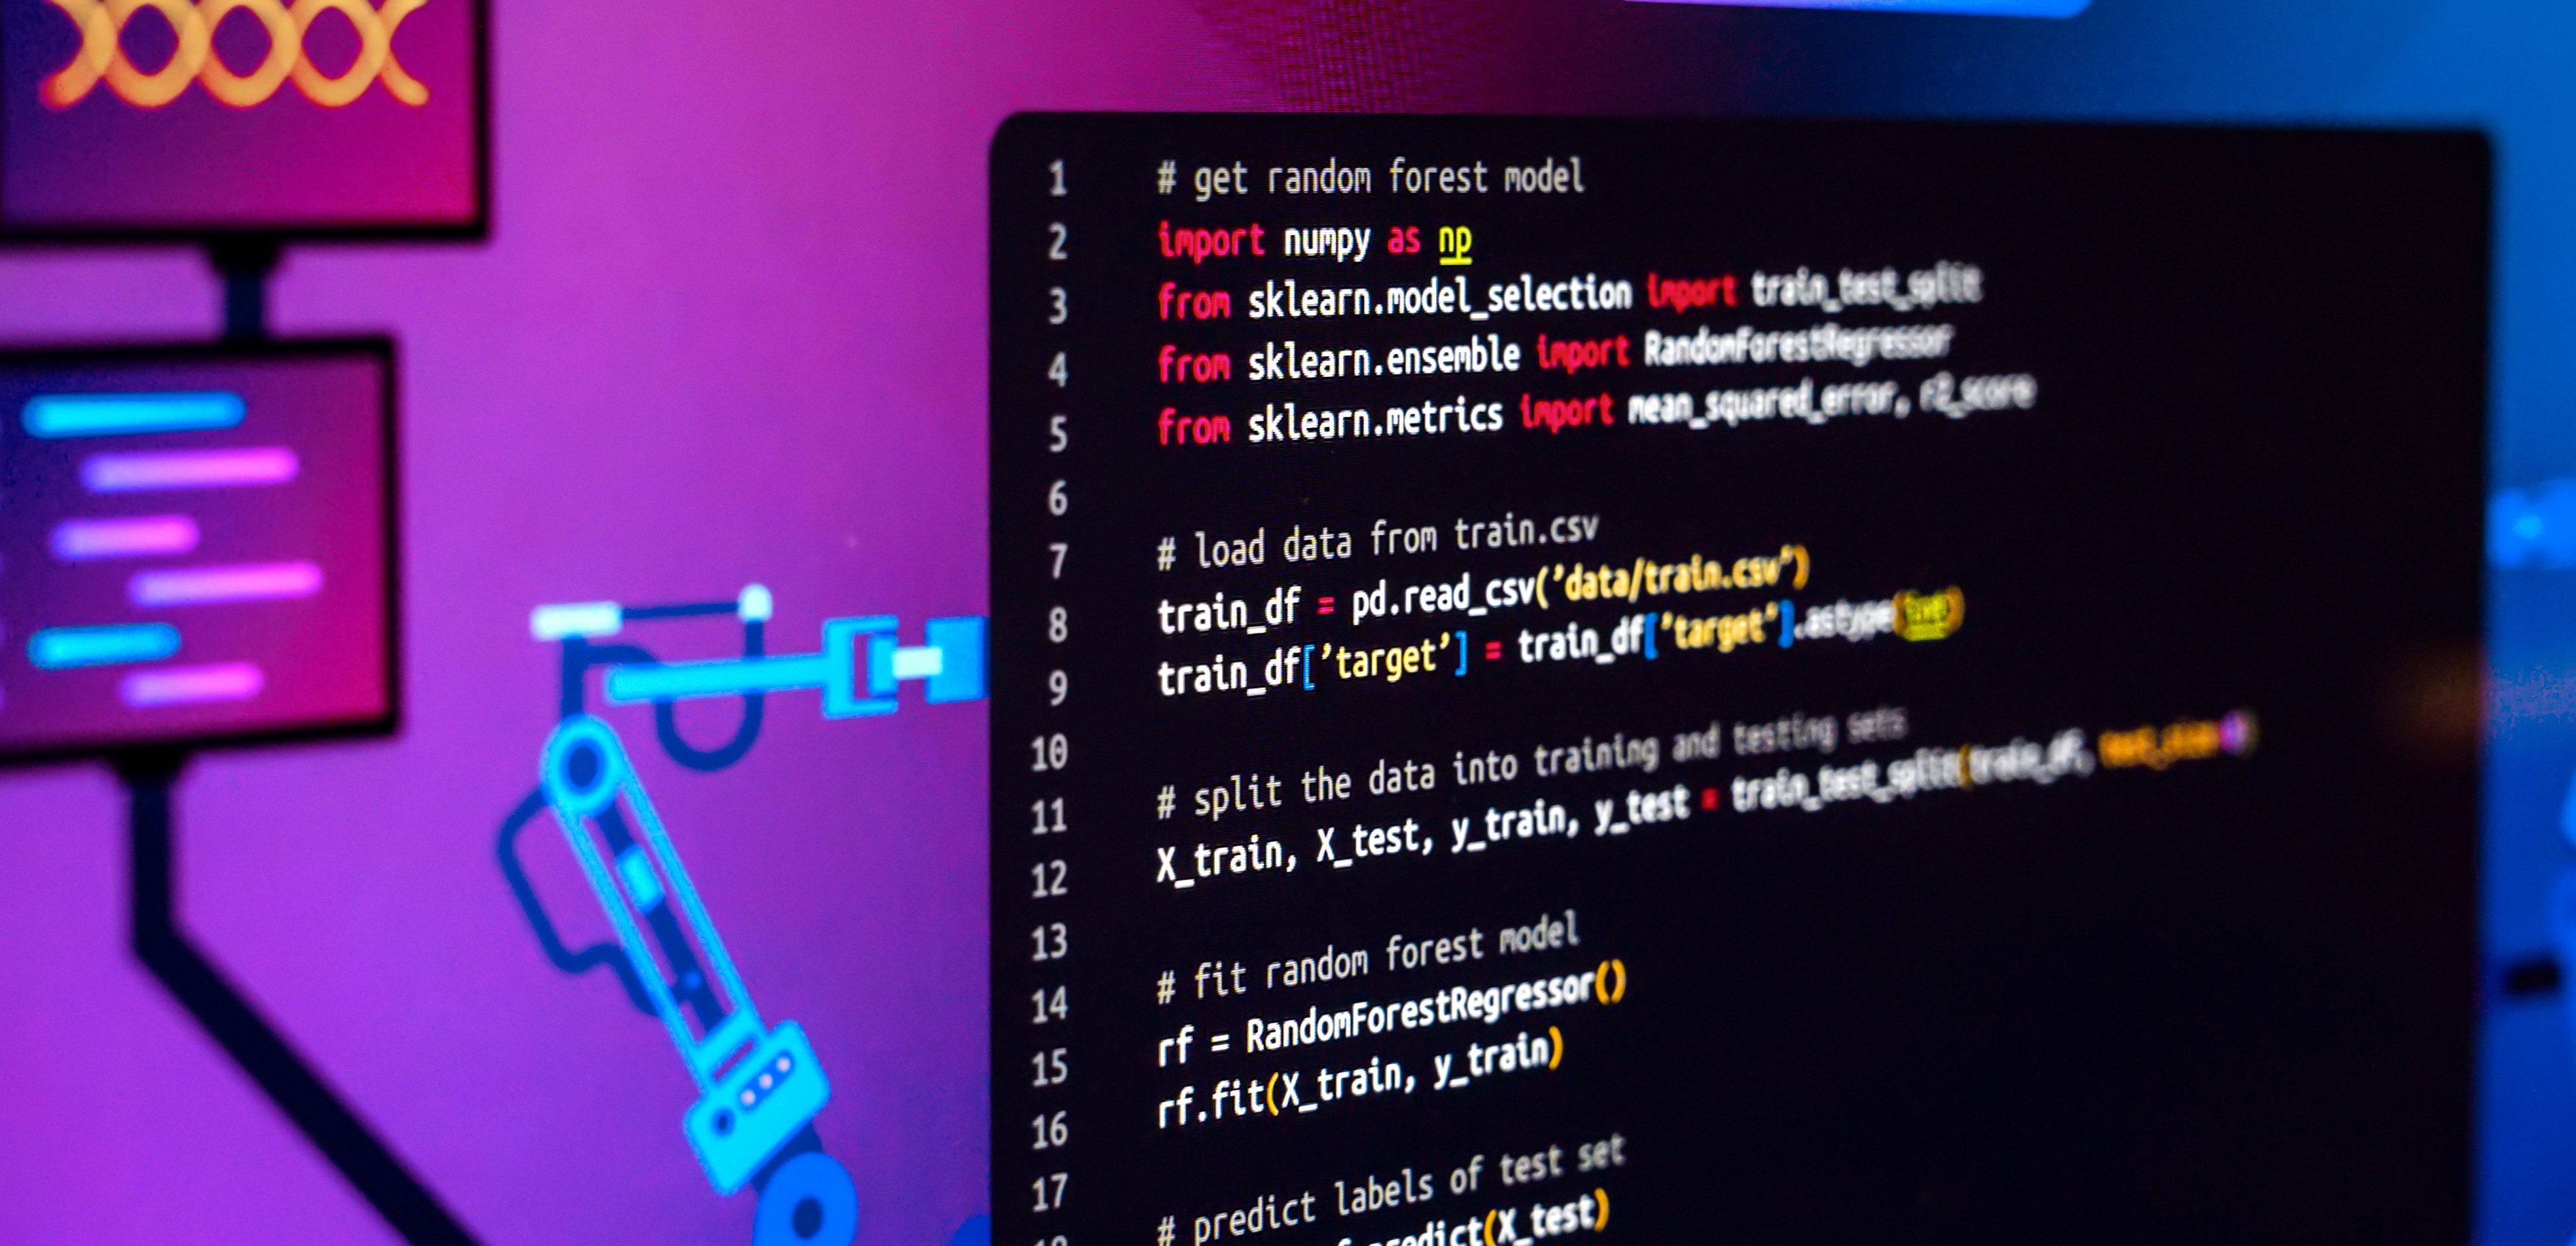 1 # get random forest model
2 import numpy as np
3 from sklearn.model_selection import train_test_split
4 from sklearn.ensemble import RandomForestRegressor
5 from sklearn.metrics import mean_squared_error, r2_score
6
7 # load data from train.csv
8 train_df = pd.read_csv('data/train.csv')
9 train_df['target'] = train_df['target'].astype(int)
10
11 # split the data into training and testing sets
12 X_train, X_test, y_train, y_test = train_test_split(train_df, test_size
13
14 # fit random forest model
15 rf = RandomForestRegressor()
16 rf.fit(X_train, y_train)
17
18 # predict labels of test set
predict(X_test)